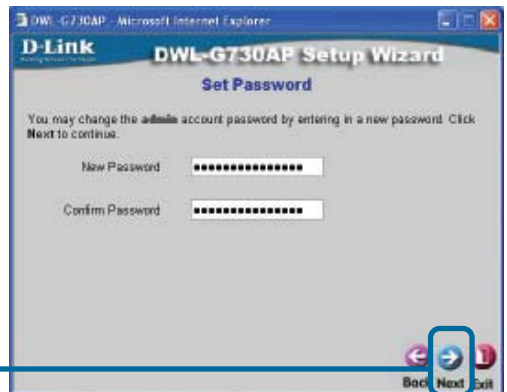 DWL-G730AP - Microsoft Internet Explorer
D-Link
DWL-G730AP Setup Wizard
Set Password
You may change the admin account password by entering in a new password. Click
Next to continue.
New Password
Confirm Password
Back Next Exit